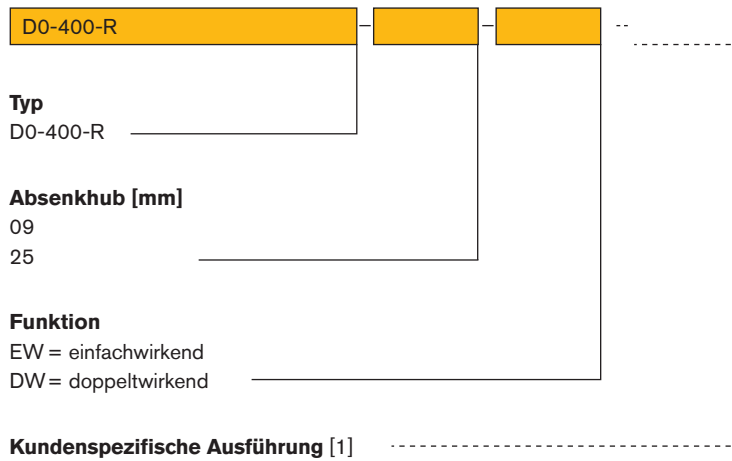 D0-400-R - - --
Typ
D0-400-R
Absenkhub [mm]
09
25
Funktion
EW = einfachwirkend
DW = doppeltwirkend
Kundenspezifische Ausführung [1]